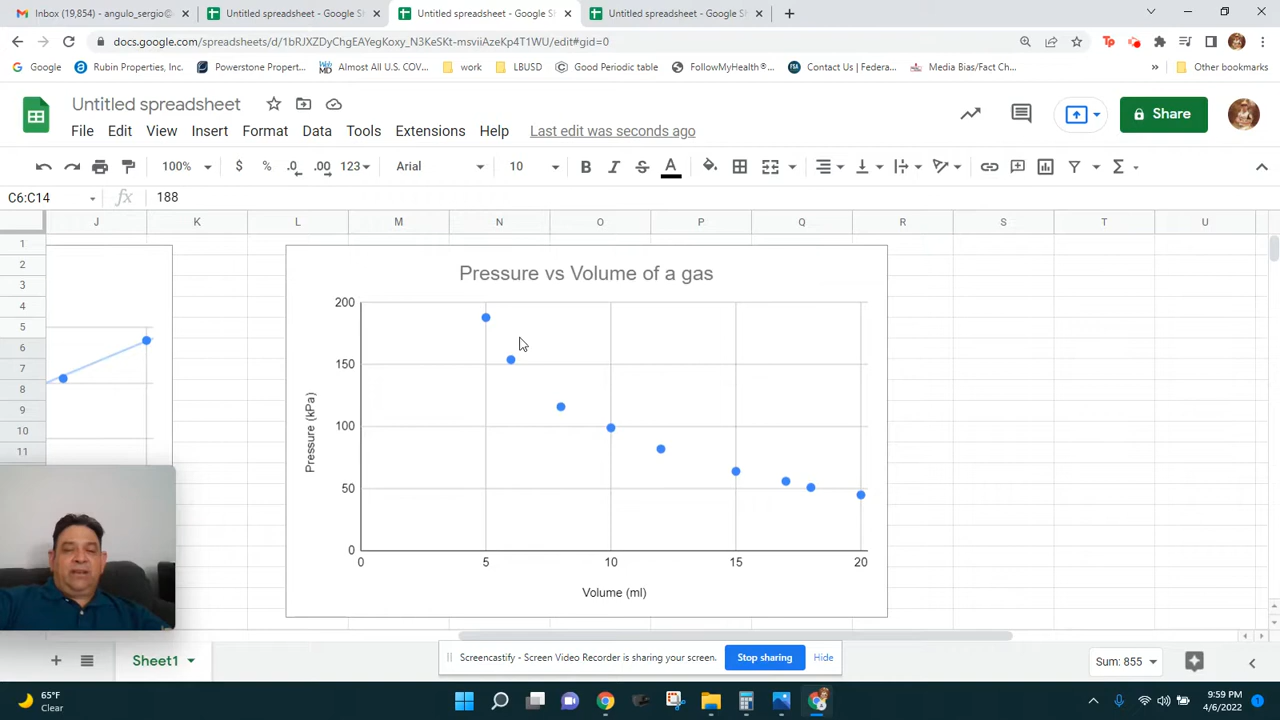 Inbox (19,854) - angulo_sergio@
Untitled spreadsheet - Google Sh
Untitled spreadsheet - Google Sh
Untitled spreadsheet - Google Sh
docs.google.com/spreadsheets/d/1bRJXZDyChgEAYegKoxy_N3KeSKt-msviiAzeKp4T1WU/edit#gid=0
Google
Rubin Properties, Inc.
Powerstone Propert...
Almost All U.S. COV...
work
LBUSD
Good Periodic table
FollowMyHealth®...
Contact Us | Federa...
Media Bias/Fact Ch...
Other bookmarks
Untitled spreadsheet
File Edit View Insert Format Data Tools Extensions Help Last edit was seconds ago
Share
100% $ % .0 .00 123 Arial 10 B I S A Σ
C6:C14 fx 188
J K L M N O P Q R S T U
1
2
3
4
5
6
7
8
9
10
11
Pressure vs Volume of a gas
200
150
100
50
0
Pressure (kPa)
0 5 10 15 20
Volume (ml)
Screencastify - Screen Video Recorder is sharing your screen. Stop sharing Hide
Sheet1
Sum: 855
65°F
Clear
9:59 PM
4/6/2022